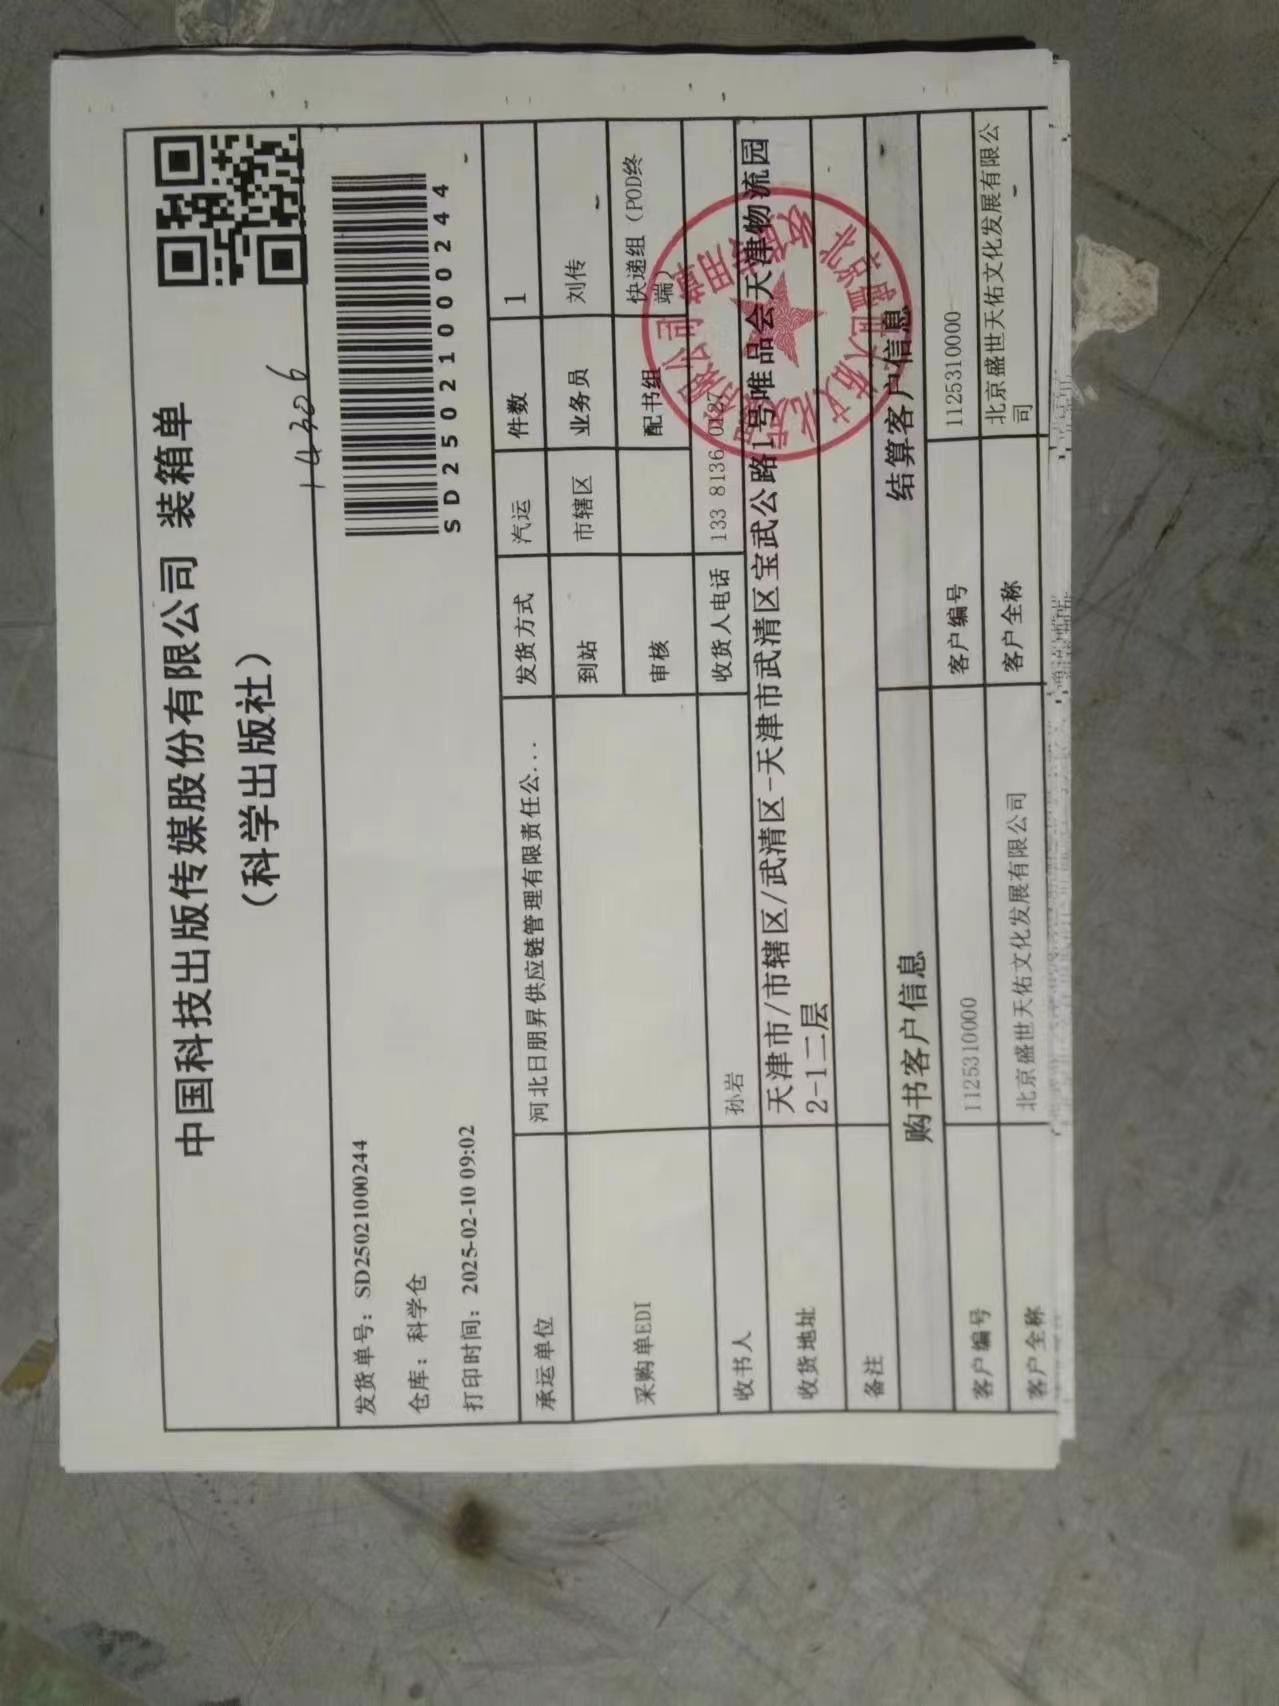 中国科技出版传媒股份有限公司 装箱单
（科学出版社）
发货单号：SD2502100244
仓库：科学仓
打印时间：2025-02-10 09:02
SD2502100244
承运单位 河北日朋昇供应链管理有限责任公... 发货方式 汽运 件数 1
采购单EDI 到站 市辖区 业务员 刘传
审核 配书组 快递组（POD终
端）
收书人 孙岩 收货人电话 133 8136 0127
收货地址 天津市/市辖区/武清区-天津市武清区宝武公路1号唯品会天津物流园
2-1二层
备注
购书客户信息 结算客户信息
客户编号 1125310000 客户编号 1125310000
客户全称 北京盛世天佑文化发展有限公司 客户全称 北京盛世天佑文化发展有限公
司